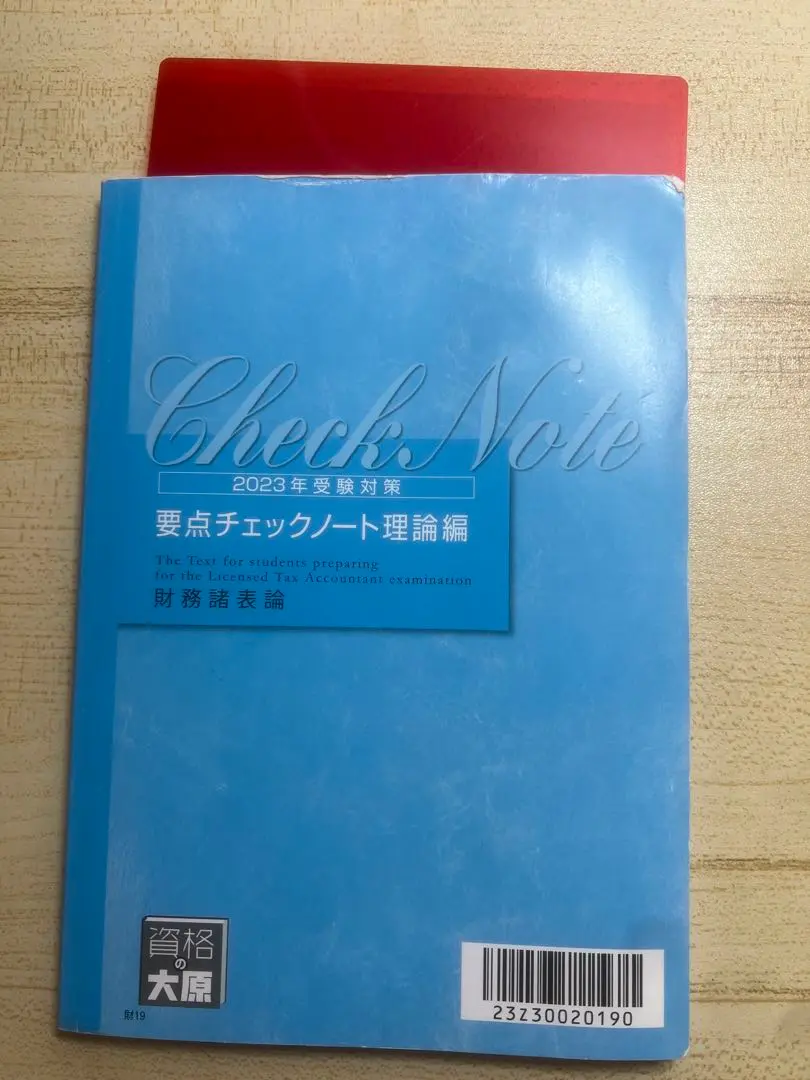 Check Note
2023年受験対策
要点チェックノート理論編
The Text for students preparing
for the Licensed Tax Accountant examination
財務諸表論
資格
の
大原
財19
23Z30020190